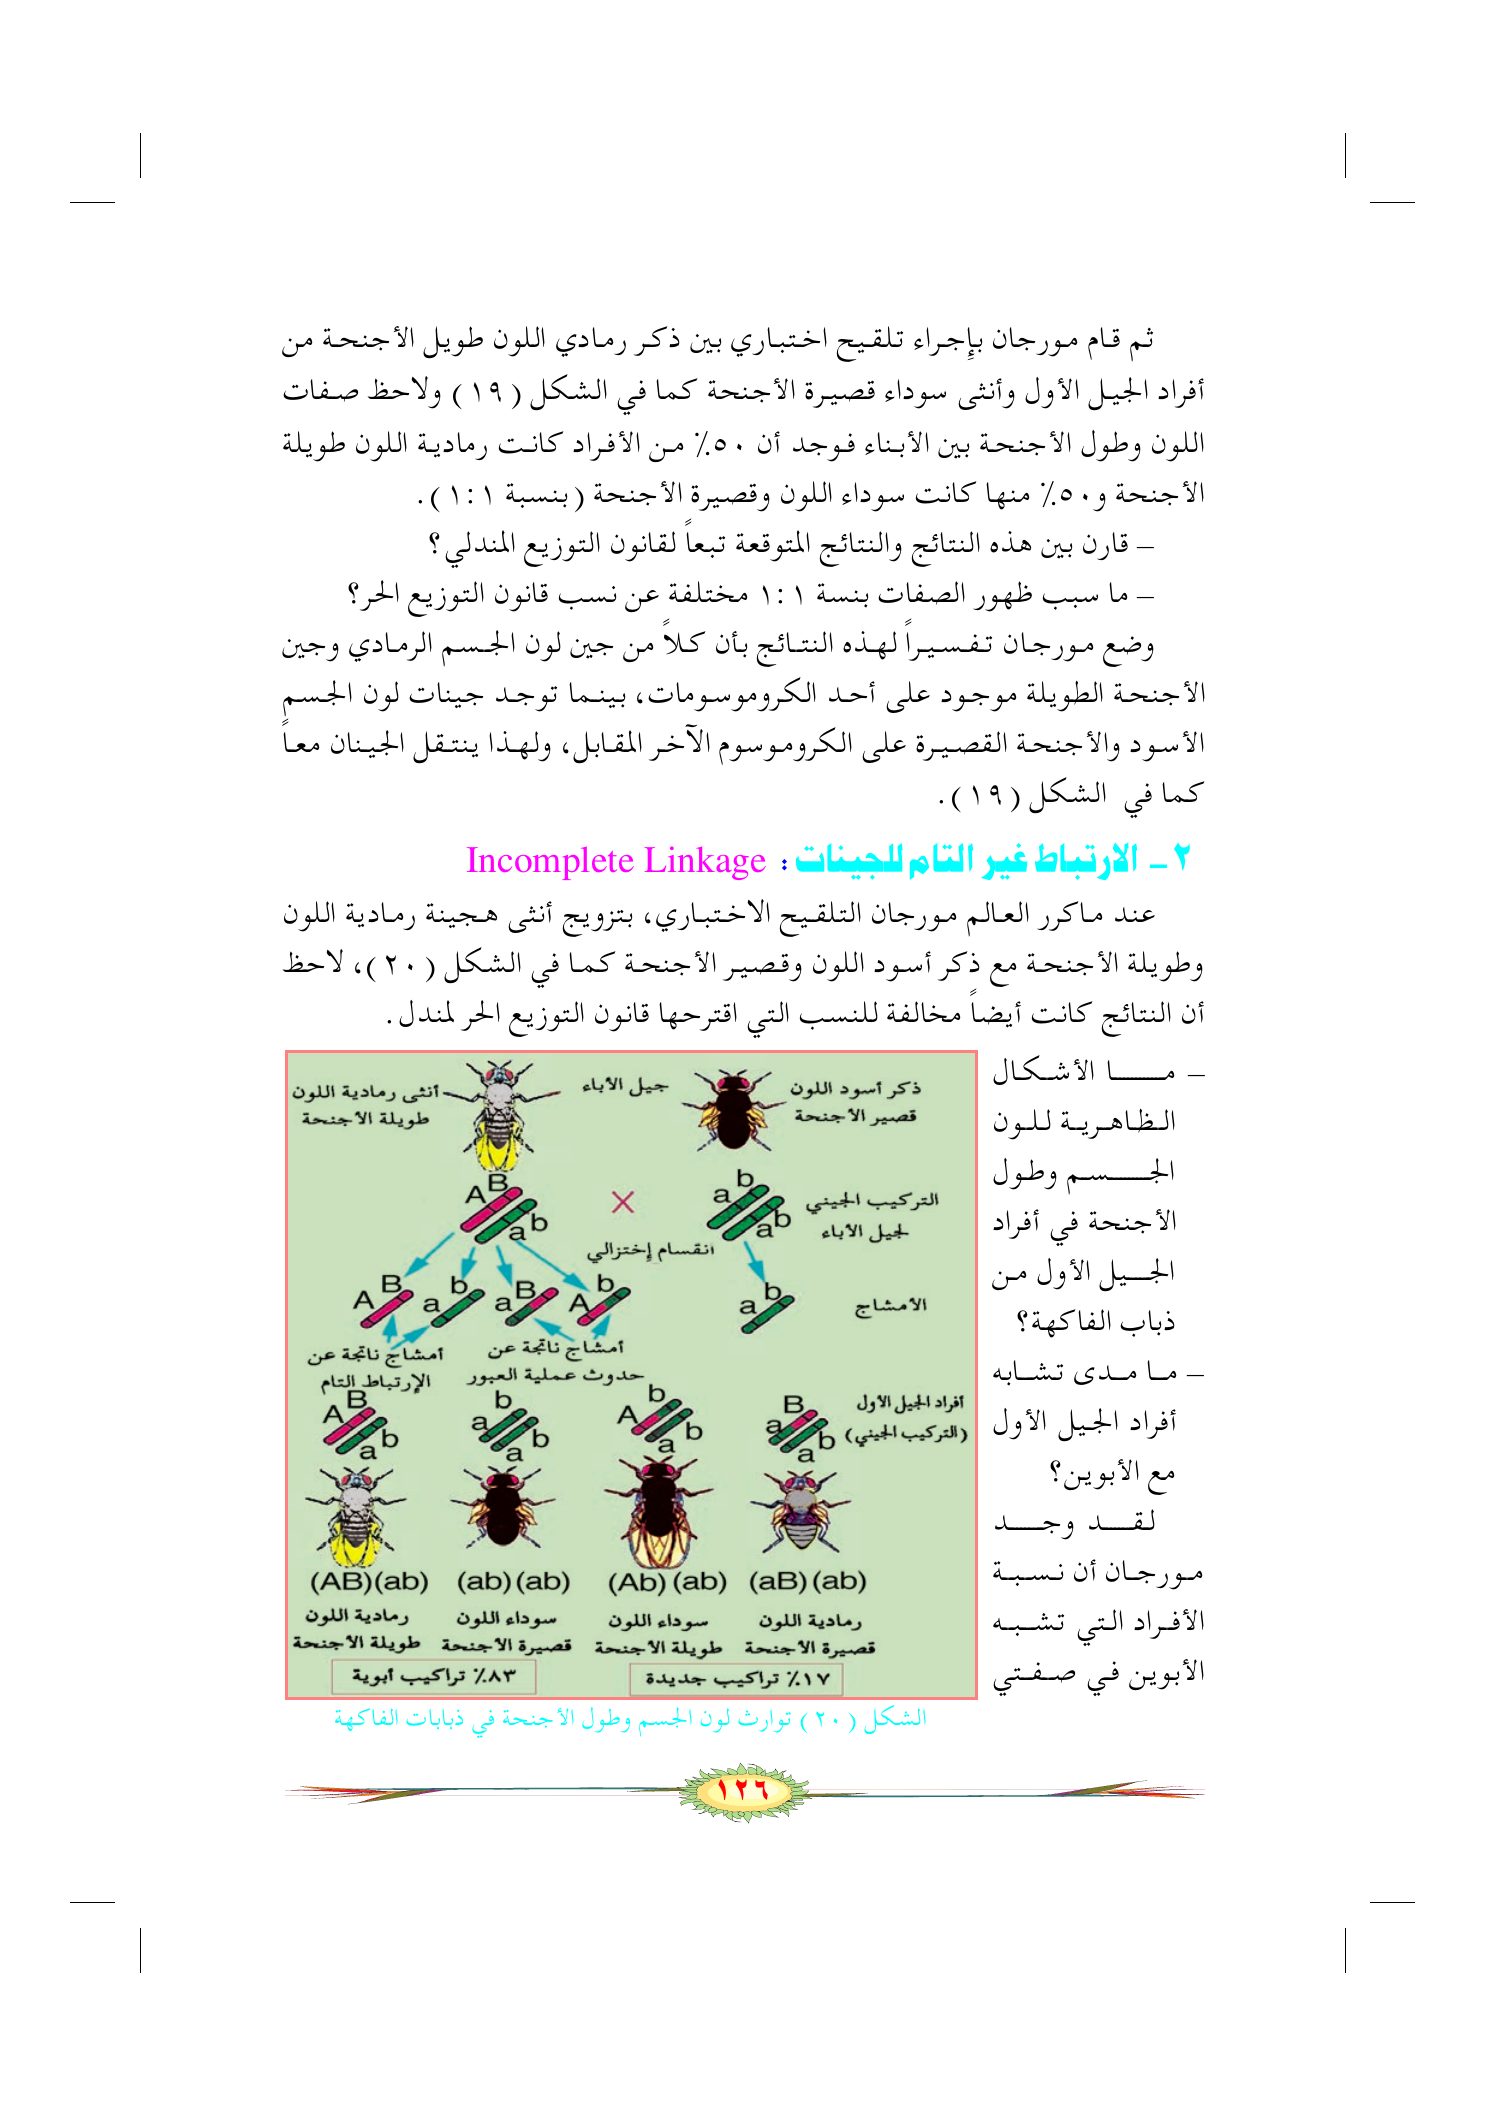 ثم قام مورجان بإجراء تلقيح اختباري بين ذكر رمادي اللون طويل الأجنحة من
أفراد الجيل الأول وأنثى سوداء قصيرة الأجنحة كما في الشكل (١٩) ولاحظ صفات
اللون وطول الأجنحة بين الأبناء فوجد أن ٥٠٪ من الأفراد كانت رمادية اللون طويلة
الأجنحة و٥٠٪ منها كانت سوداء اللون وقصيرة الأجنحة (بنسبة ١:١).
– قارن بين هذه النتائج والنتائج المتوقعة تبعاً لقانون التوزيع المندلي؟
– ما سبب ظهور الصفات بنسة ١:١ مختلفة عن نسب قانون التوزيع الحر؟
وضع مورجان تفسيراً لهذه النتائج بأن كلاً من جين لون الجسم الرمادي وجين
الأجنحة الطويلة موجود على أحد الكروموسومات، بينما توجد جينات لون الجسم
الأسود والأجنحة القصيرة على الكروموسوم الآخر المقابل، ولهذا ينتقل الجينان معاً
كما في الشكل (١٩).
٢ – الارتباط غير التام للجينات : Incomplete Linkage
عند ماكرر العالم مورجان التلقيح الاختباري، بتزويج أنثى هجينة رمادية اللون
وطويلة الأجنحة مع ذكر أسود اللون وقصير الأجنحة كما في الشكل (٢٠)، لاحظ
أن النتائج كانت أيضاً مخالفة للنسب التي اقترحها قانون التوزيع الحر لمندل.
– ما الأشكال
الظاهرية للون
الجسم وطول
الأجنحة في أفراد
الجيل الأول من
ذباب الفاكهة؟
– ما مدى تشابه
أفراد الجيل الأول
مع الأبوين؟
لقد وجد
مورجان أن نسبة
الأفراد التي تشبه
الأبوين في صفتي
ذكر أسود اللون
قصير الأجنحة
جيل الآباء
أنثى رمادية اللون
طويلة الأجنحة
التركيب الجيني
لجيل الآباء
a b
a b
×
A B
a b
انقسام إختزالي
الأمشاج
a b
A b
a B
a b
A B
أمشاج ناتجة عن
حدوث عملية العبور
أمشاج ناتجة عن
الإرتباط التام
أفراد الجيل الأول
(التركيب الجيني)
a B
a b
A b
a b
a b
a b
A B
a b
(AB)(ab) (ab)(ab) (Ab)(ab) (aB)(ab)
رمادية اللون
قصيرة الأجنحة
سوداء اللون
طويلة الأجنحة
سوداء اللون
قصيرة الأجنحة
رمادية اللون
طويلة الأجنحة
١٧٪ تراكيب جديدة
٨٣٪ تراكيب أبوية
الشكل (٢٠) توارث لون الجسم وطول الأجنحة في ذبابات الفاكهة
١٢٦